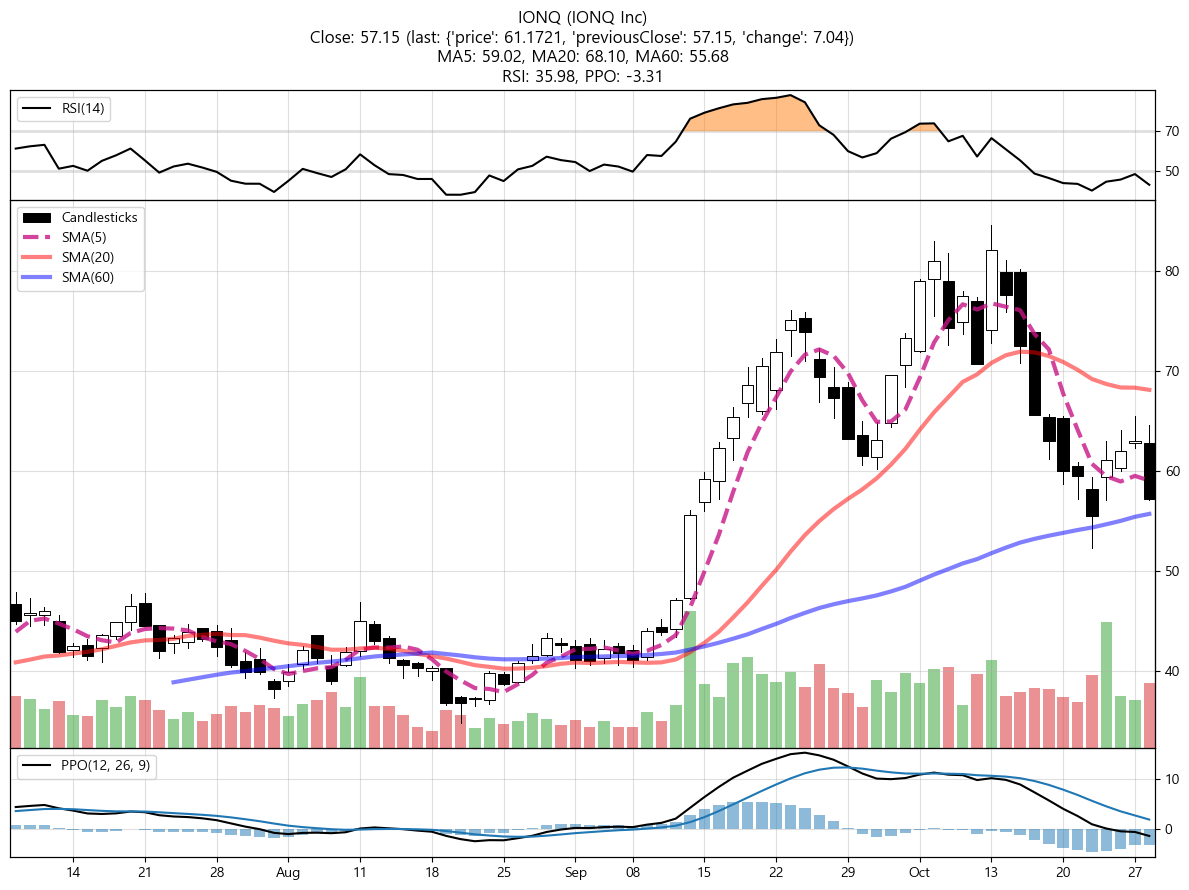 IONQ (IONQ Inc)
Close: 57.15 (last: {'price': 61.1721, 'previousClose': 57.15, 'change': 7.04})
MA5: 59.02, MA20: 68.10, MA60: 55.68
RSI: 35.98, PPO: -3.31
RSI(14)
70
50
Candlesticks
SMA(5)
SMA(20)
SMA(60)
80
70
60
50
40
PPO(12, 26, 9)
10
0
14 21 28 Aug 11 18 25 Sep 08 15 22 29 Oct 13 20 27